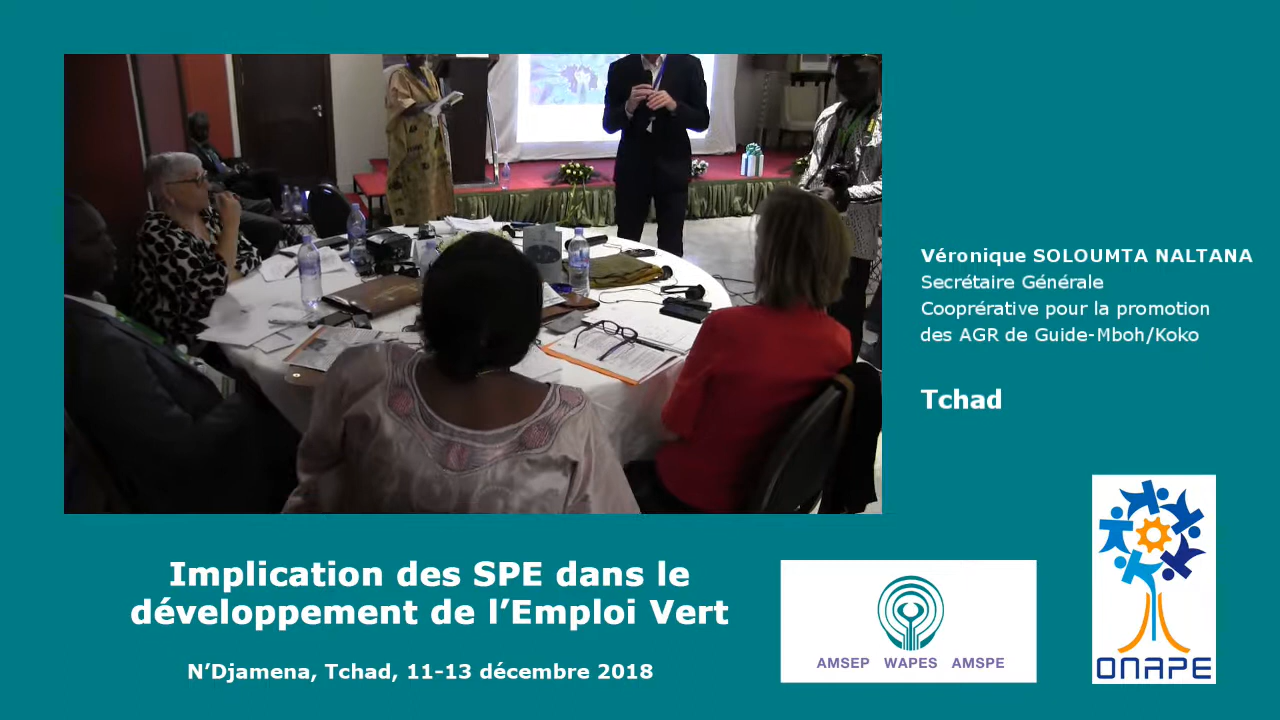 Véronique SOLOUMTA NALTANA
Secrétaire Générale
Cooprérative pour la promotion
des AGR de Guide-Mboh/Koko
Tchad
Implication des SPE dans le
développement de l’Emploi Vert
N’Djamena, Tchad, 11-13 décembre 2018
AMSEP WAPES AMSPE
ONAPE